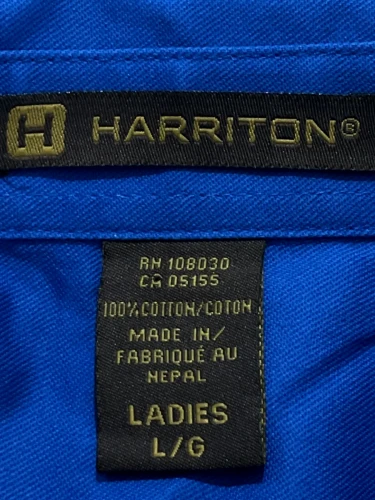 H HARRITON®
RN 108030
CA 05155
100% COTTON/COTON
MADE IN/
FABRIQUÉ AU
NEPAL
LADIES
L/G